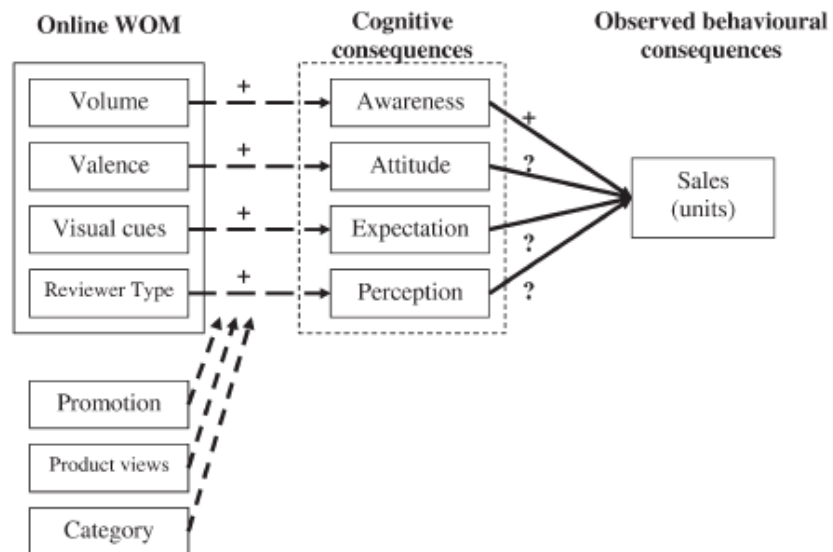 Online WOM
Cognitive
consequences
Observed behavioural
consequences
Volume
+
Awareness
+
Valence
+
Attitude
?
Sales
(units)
Visual cues
+
Expectation
?
Reviewer Type
+
Perception
?
Promotion
Product views
Category